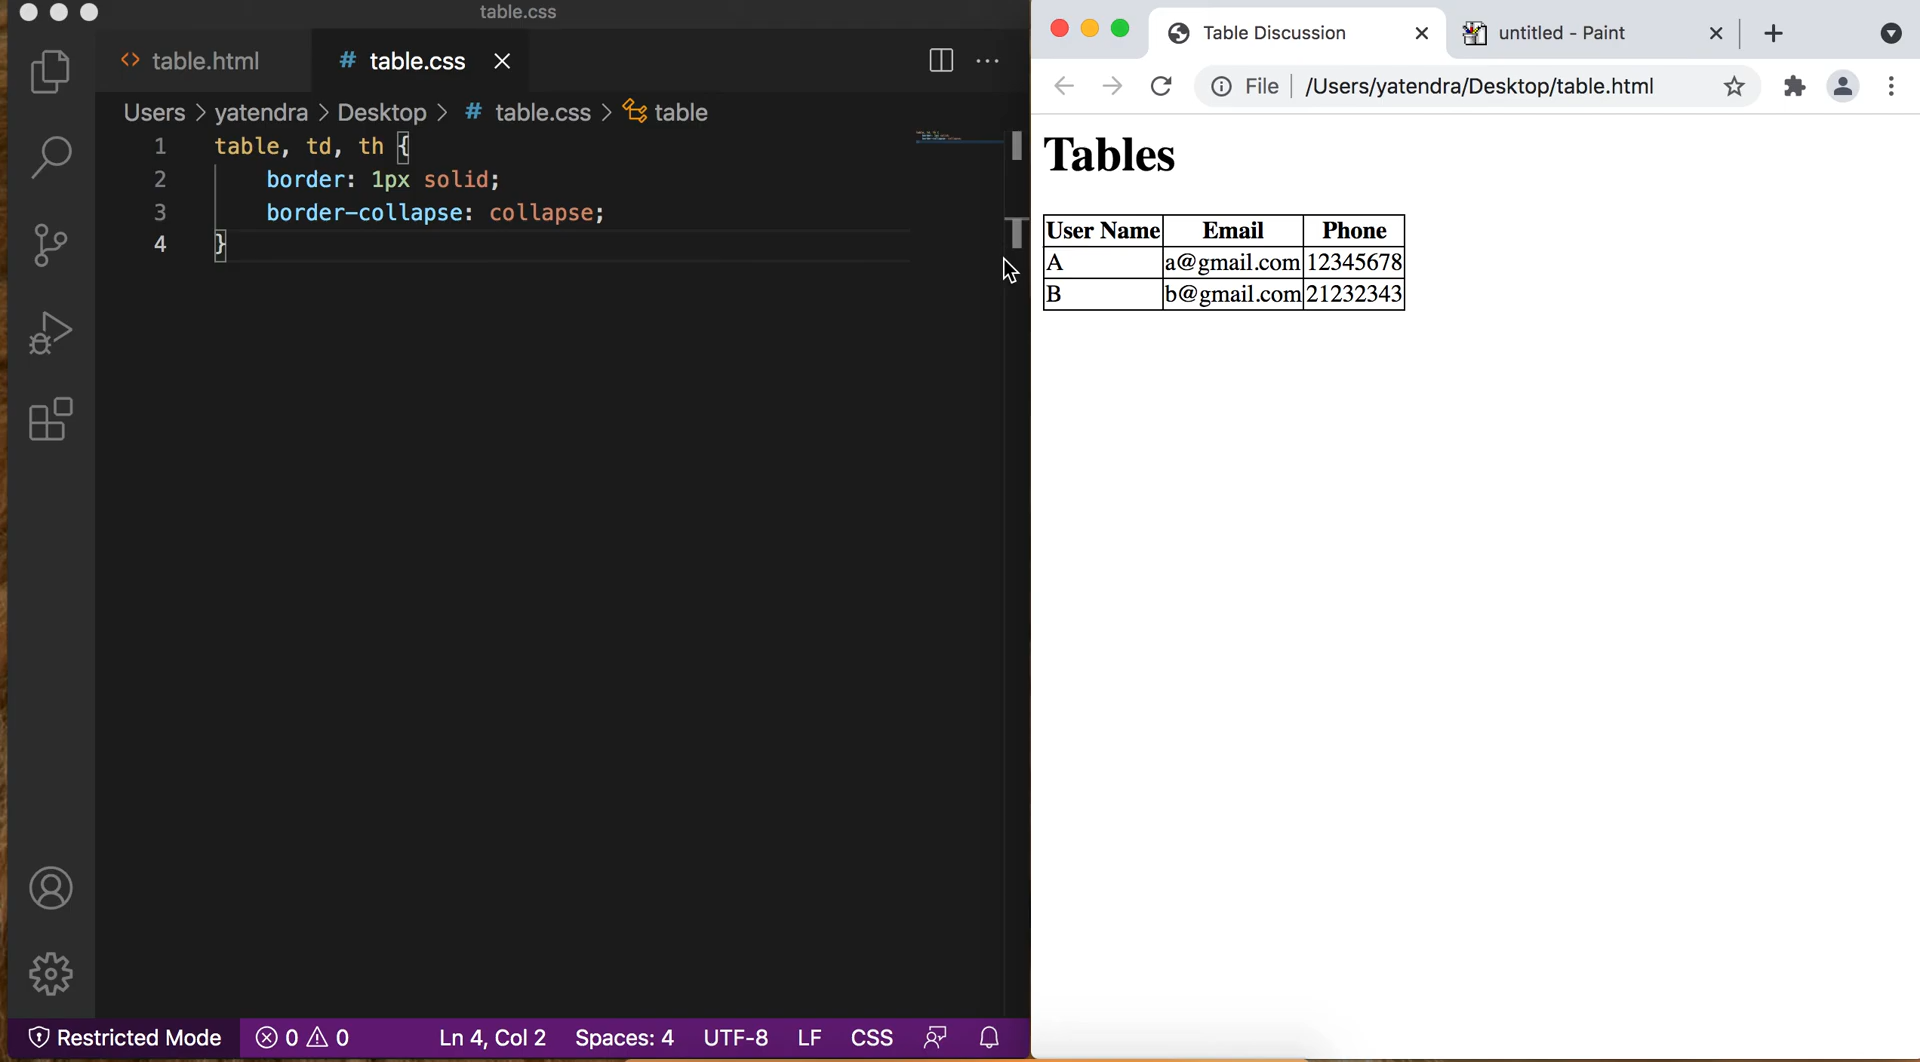 table.css
table.html
# table.css
Users > yatendra > Desktop > # table.css > table
1 table, td, th {
2 border: 1px solid;
3 border-collapse: collapse;
4 }
Restricted Mode 0 0 Ln 4, Col 2 Spaces: 4 UTF-8 LF CSS
Table Discussion
untitled - Paint
File /Users/yatendra/Desktop/table.html
Tables
User Name Email Phone
A a@gmail.com 12345678
B b@gmail.com 21232343